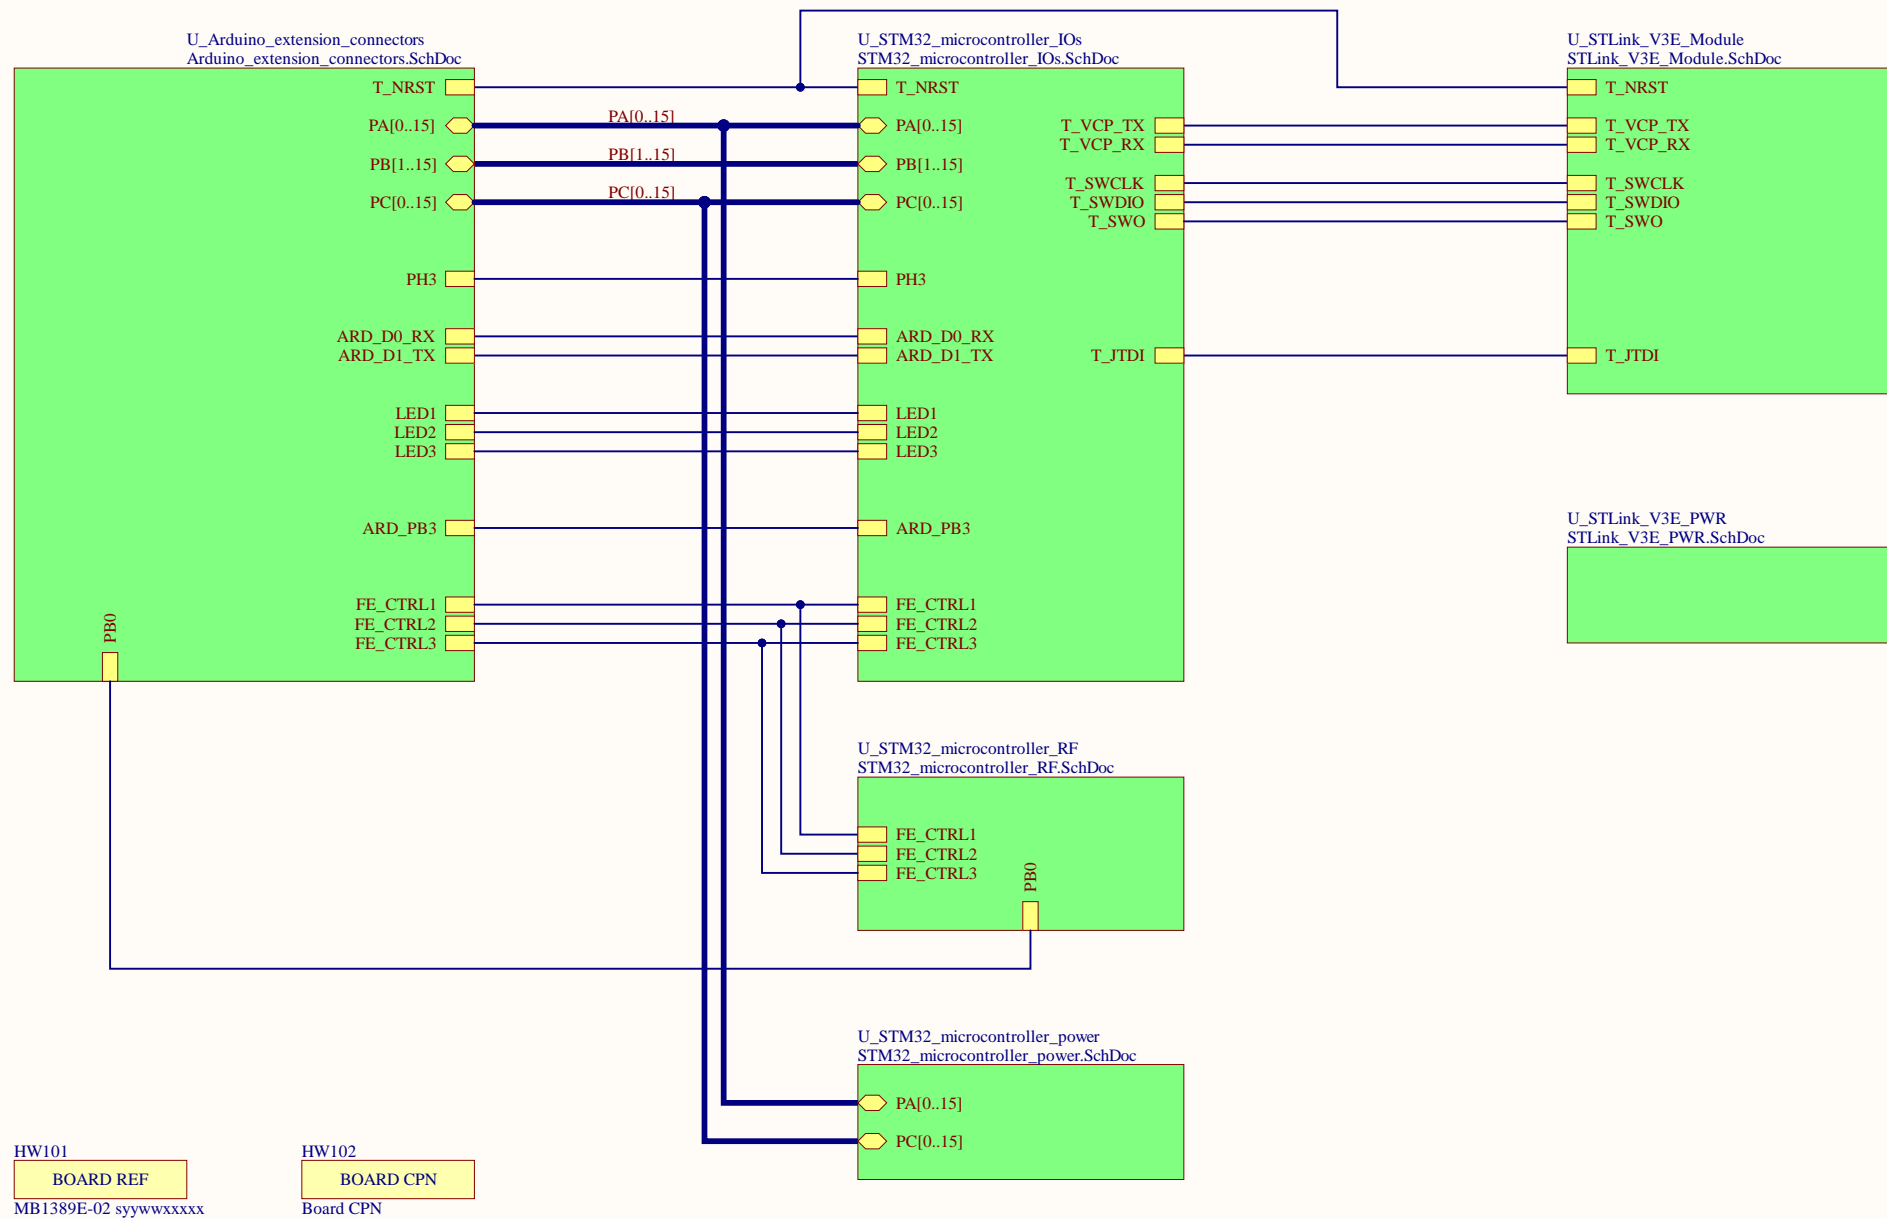 U_Arduino_extension_connectors
Arduino_extension_connectors.SchDoc
T_NRST
PA[0..15]
PB[1..15]
PC[0..15]
PH3
ARD_D0_RX
ARD_D1_TX
LED1
LED2
LED3
ARD_PB3
FE_CTRL1
FE_CTRL2
FE_CTRL3
PB0
PA[0..15]
PB[1..15]
PC[0..15]
U_STM32_microcontroller_IOs
STM32_microcontroller_IOs.SchDoc
T_NRST
PA[0..15]
PB[1..15]
PC[0..15]
PH3
ARD_D0_RX
ARD_D1_TX
LED1
LED2
LED3
ARD_PB3
FE_CTRL1
FE_CTRL2
FE_CTRL3
T_VCP_TX
T_VCP_RX
T_SWCLK
T_SWDIO
T_SWO
T_JTDI
U_STLink_V3E_Module
STLink_V3E_Module.SchDoc
T_NRST
T_VCP_TX
T_VCP_RX
T_SWCLK
T_SWDIO
T_SWO
T_JTDI
U_STLink_V3E_PWR
STLink_V3E_PWR.SchDoc
U_STM32_microcontroller_RF
STM32_microcontroller_RF.SchDoc
FE_CTRL1
FE_CTRL2
FE_CTRL3
PB0
U_STM32_microcontroller_power
STM32_microcontroller_power.SchDoc
PA[0..15]
PC[0..15]
HW101
BOARD REF
MB1389E-02 syywwxxxxx
HW102
BOARD CPN
Board CPN